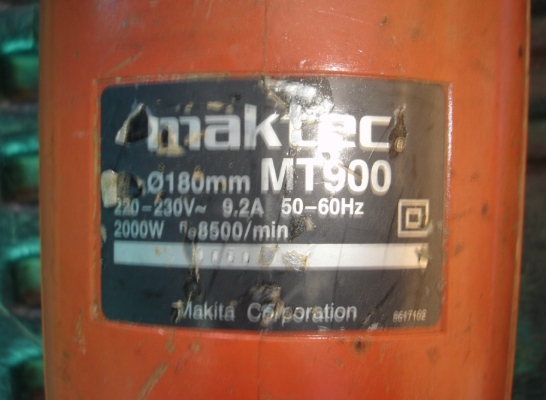 maktec
Ø180mm MT900
220-230V~ 9.2A 50-60Hz
2000W n₀8500/min
Makita Corporation